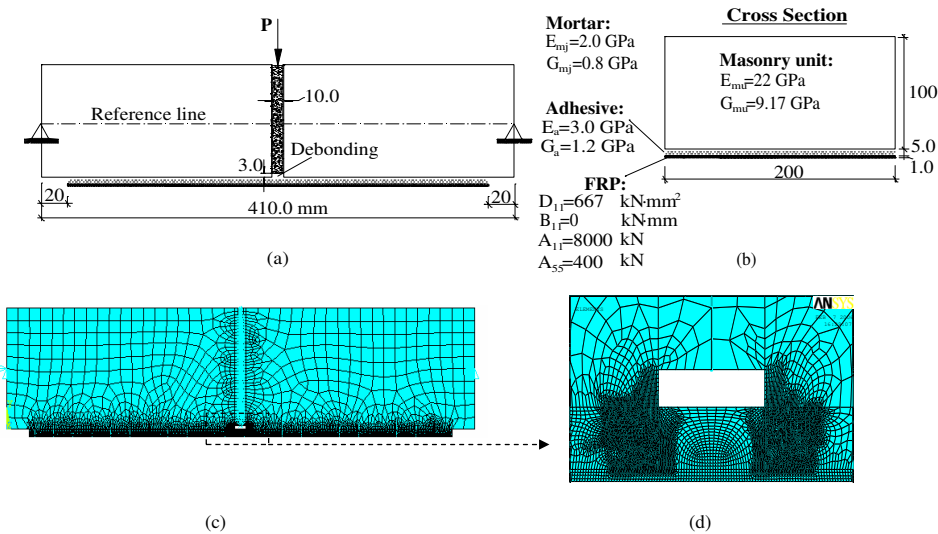 P
10.0
Reference line
Debonding
3.0
20
20
410.0 mm
(a)
Mortar:
Eₘⱼ=2.0 GPa
Gₘⱼ=0.8 GPa
Adhesive:
Eₐ=3.0 GPa
Gₐ=1.2 GPa
FRP:
D₁₁=667 kN·mm²
B₁₁=0 kN·mm
A₁₁=8000 kN
A₅₅=400 kN
Cross Section
Masonry unit:
Eₘᵤ=22 GPa
Gₘᵤ=9.17 GPa
100
5.0
1.0
200
(b)
(c)
ANSYS
ELEMENTS
(d)